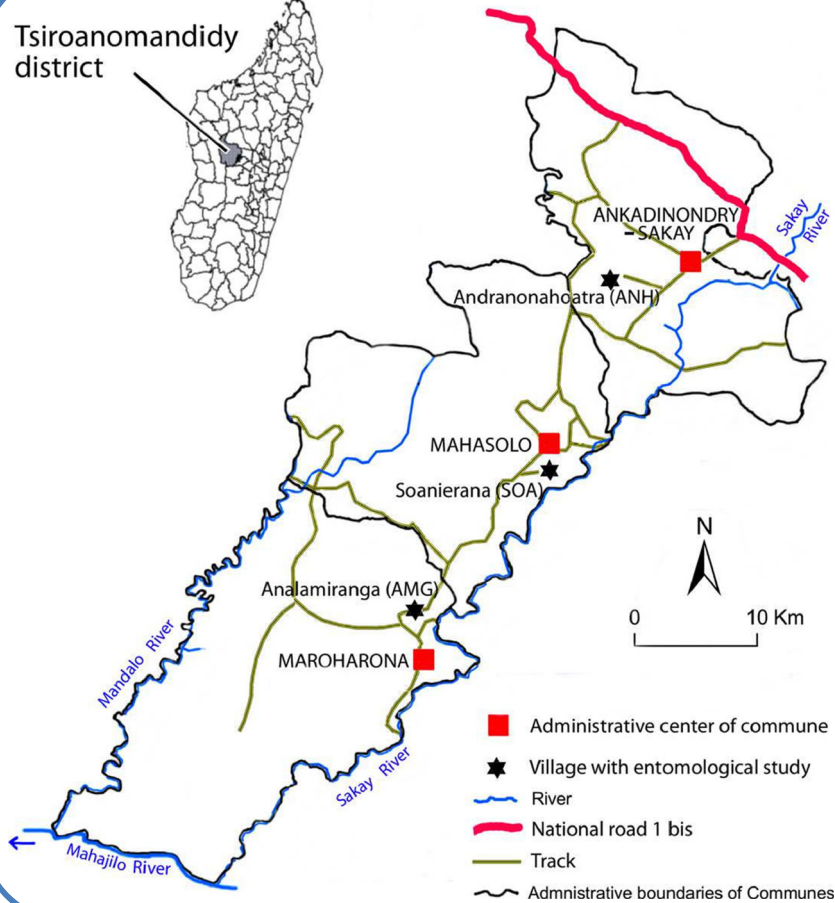 Tsiroanomandidy
district
ANKADINONDRY
-SAKAY
Sakay
River
Andranonahoatra (ANH)
MAHASOLO
Soanierana (SOA)
N
Analamiranga (AMG)
0 10 Km
Mandalo River
MAROHARONA
Administrative center of commune
Sakay River
Village with entomological study
River
National road 1 bis
Mahajilo River
Track
Admnistrative boundaries of Communes